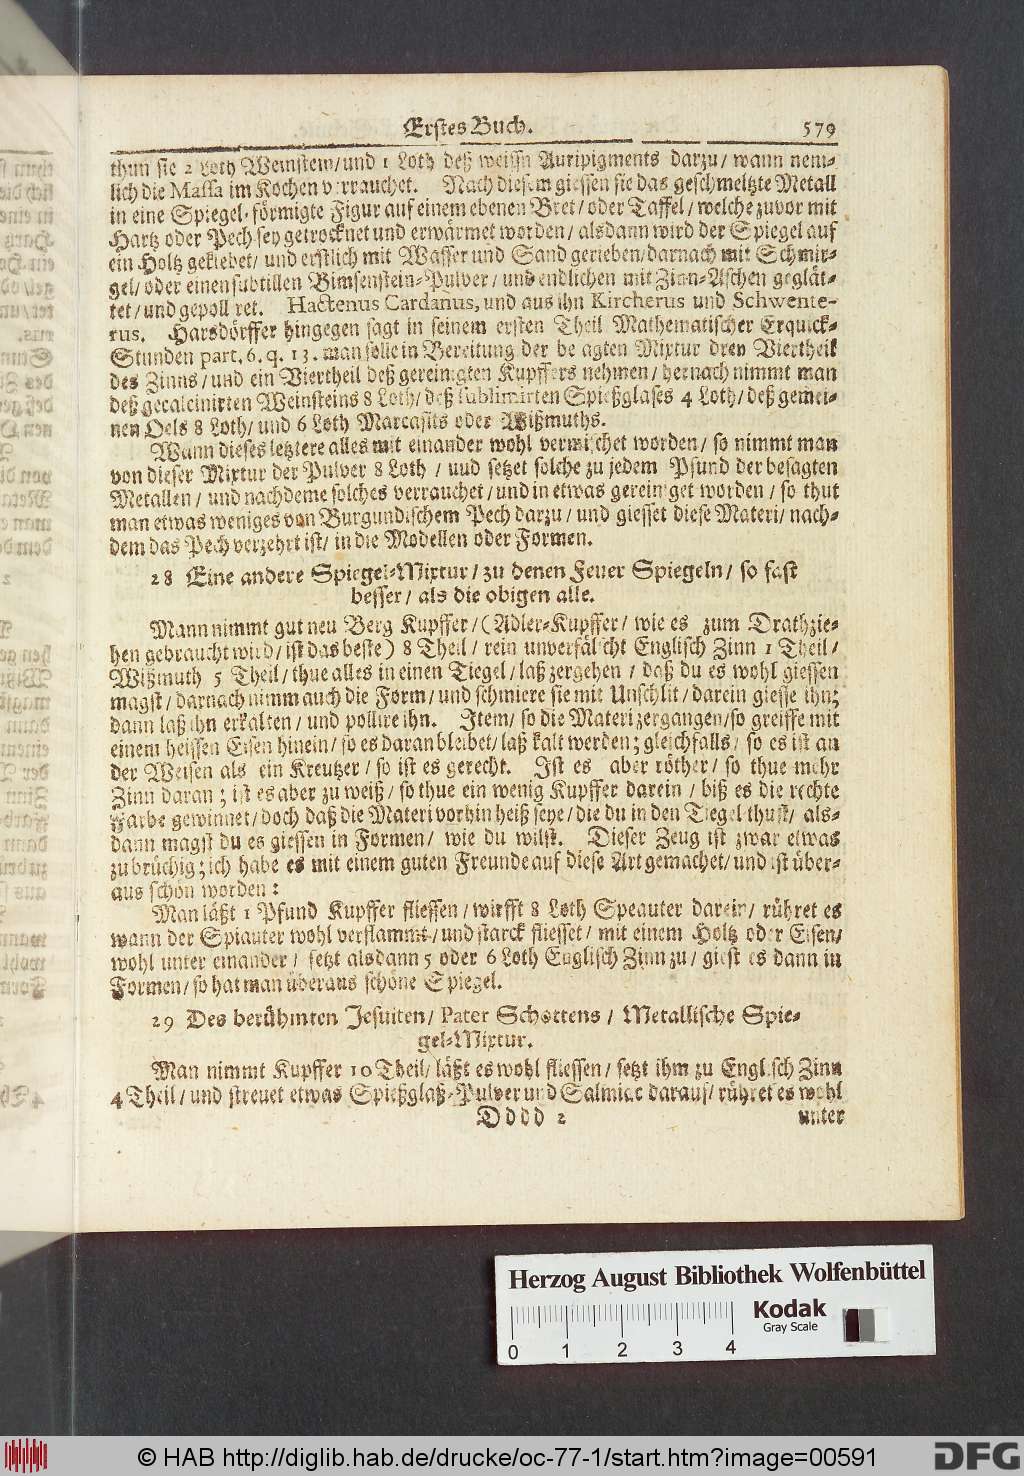 Erstes Buch. 579
thun sie 2 Loth Weinstein/und 1 Loth deß weissn Auripigments darzu/ wann nem-
lich die Massa im Kochen verrauchet. Nach diesem giessen sie das geschmeltzte Metall
in eine Spiegel-förmigte Figur auf einem ebenen Bret/oder Taffel/welche zuvor mit
Hartz oder Pech sey getrocknet und erwärmet worden/ alsdann wird der Spiegel auf
ein Holtz geklebet/ und erstlich mit Wasser und Sand gerieben/darnach mit Schmir-
gel/ oder einen subtillen Bimsenstein-Pulver/ und endlichen mit Zinn-Aschen geglät-
tet/und gepolliret. Hactenus Cardanus, und aus ihn Kircherus und Schwente-
rus. Harsdörffer hingegen sagt in seinem ersten Theil Mathematischer Erquick-
Stunden part. 6. q. 13. man solle in Bereitung der besagten Mixtur drey Viertheil
des Zinns/und ein Viertheil deß gereinigten Kupffers nehmen/ hernach nimmt man
deß gecalcinirten Weinsteins 8 Loth/deß sublimirten Spießglases 4 Loth/deß gemei-
nen Oels 8 Loth/und 6 Loth Marcasits oder Wißmuths.
Wann dieses letztere alles mit einander wohl vermischet worden/ so nimmt man
von dieser Mixtur der Pulver 8 Loth / und setzet solche zu jedem Pfund der besagten
Metallen / und nachdeme solches verrauchet/und in etwas gereiniget worden / so thut
man etwas weniges von Burgundischem Pech darzu/ und giesset diese Materi/ nach-
dem das Pech verzehrt ist/ in die Modellen oder Formen.
28 Eine andere Spiegel-Mixtur/ zu denen Feuer Spiegeln/ so fast
besser/ als die obigen alle.
Mann nimmt gut neu Berg Kupffer/(Adler-Kupffer/ wie es zum Drathzie-
hen gebraucht wird/ist das beste) 8 Theil/ rein unverfälscht Englisch Zinn 1 Theil/
Wißmuth 5 Theil/thue alles in einen Tiegel/laß zergehen / daß du es wohl giessen
magst/darnach nimm auch die Form/und schmiere sie mit Unschlit/darein giesse ihn;
dann laß ihn erkalten/ und pollire ihn. Item/ so die Materi zergangen/so greiffe mit
einem heissen Eisen hinein/so es daran bleibet/laß kalt werden; gleichfalls/ so es ist an
der Weisen als ein Kreutzer/so ist es gerecht. Ist es aber röther/ so thue mehr
Zinn daran; ist es aber zu weiß/ so thue ein wenig Kupffer darein / biß es die rechte
Farbe gewinnet/doch daß die Materi vorhin heiß seye/die du in den Tiegel thust/ als-
dann magst du es giessen in Formen/ wie du wilst. Dieser Zeug ist zwar etwas
zu brüchig; ich habe es mit einem guten Freunde auf diese Art gemachet/und ist über-
aus schön worden:
Man läßt 1 Pfund Kupffer fliessen/wirfft 8 Loth Speauter darein/ rühret es
wann der Spiauter wohl verflammt/und starck fliesset/ mit einem Holtz oder Eisen/
wohl unter einander/ setzt alsdann 5 oder 6 Loth Englisch Zinn zu/ giest es dann in
Formen/so hat man überaus schöne Spiegel.
29 Des berühmten Jesuiten/ Pater Schottens / Metallische Spie-
gel-Mixtur.
Man nimmt Kupffer 10 Theil/läßt es wohl fliessen/ setzt ihm zu Englisch Zinn
4 Theil/ und streuet etwas Spießglaß-Pulver und Salmiac darauf/ rühret es wohl
Dddd 2 unter
Herzog August Bibliothek Wolfenbüttel
Kodak
Gray Scale
0 1 2 3 4
© HAB http://diglib.hab.de/drucke/oc-77-1/start.htm?image=00591 DFG